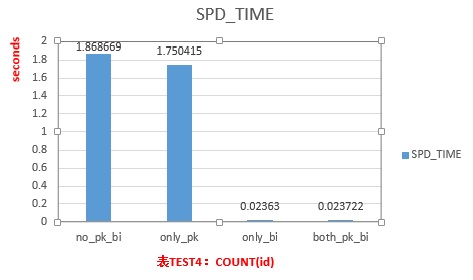 SPD_TIME
seconds
2
1.8
1.6
1.4
1.2
1
0.8
0.6
0.4
0.2
0
1.868669
1.750415
0.02363
0.023722
no_pk_bi
only_pk
only_bi
both_pk_bi
SPD_TIME
表TEST4：COUNT(id)